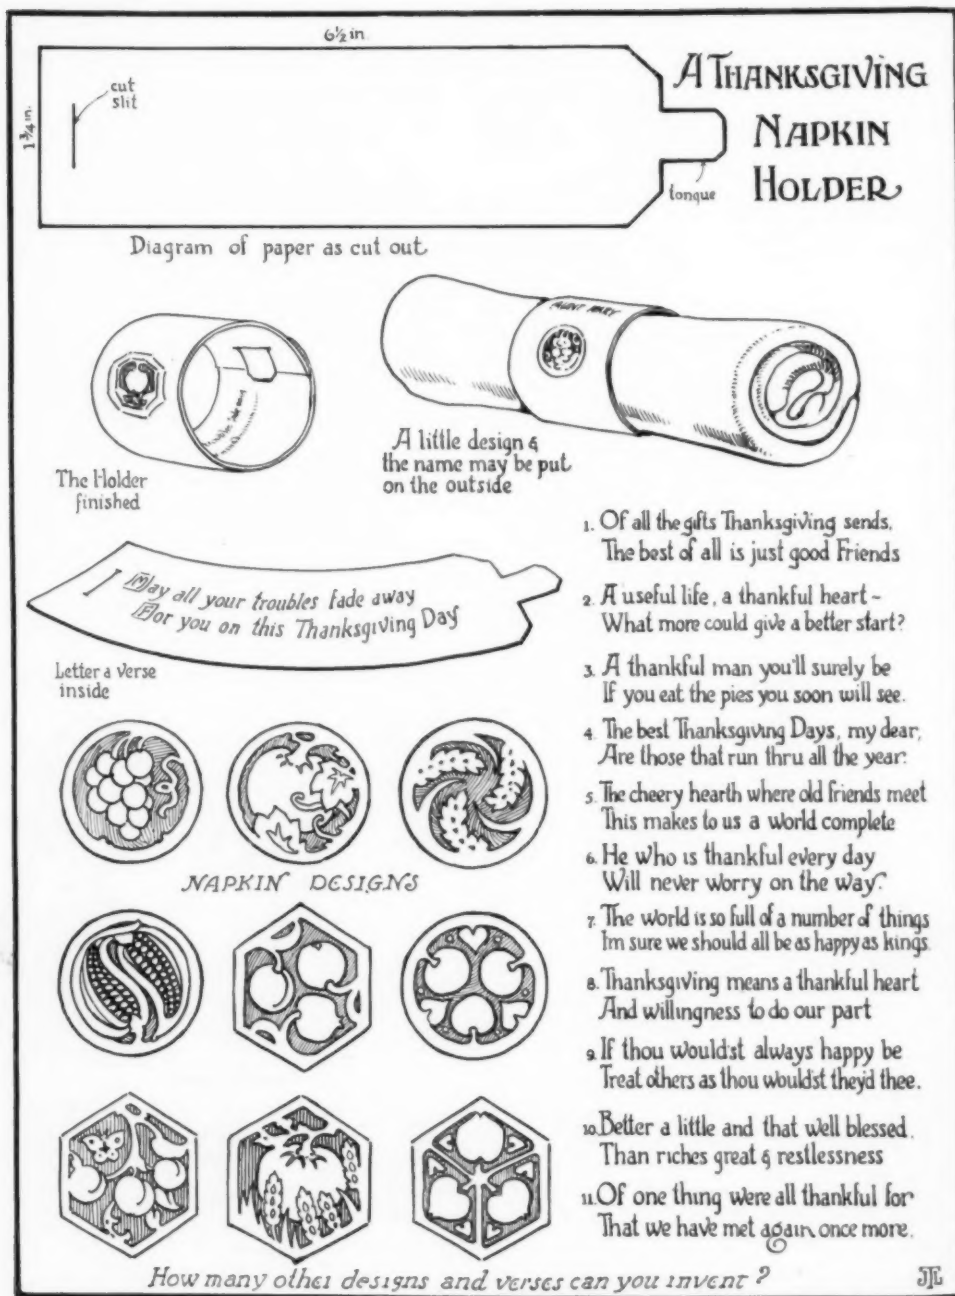 6½ in.
A THANKSGIVING
NAPKIN
HOLDER
cut
slit
1¾ in.
tongue
Diagram of paper as cut out
AUNT MARY
The Holder
finished
A little design &
the name may be put
on the outside
May all your troubles fade away
For you on this Thanksgiving Day
Letter a verse
inside
NAPKIN DESIGNS
1. Of all the gifts Thanksgiving sends,
The best of all is just good Friends
2. A useful life, a thankful heart ~
What more could give a better start?
3. A thankful man you'll surely be
If you eat the pies you soon will see.
4. The best Thanksgiving Days, my dear,
Are those that run thru all the year.
5. The cheery hearth where old friends meet
This makes to us a world complete
6. He who is thankful every day
Will never worry on the way.
7. The world is so full of a number of things
I'm sure we should all be as happy as kings.
8. Thanksgiving means a thankful heart
And willingness to do our part
9. If thou would'st always happy be
Treat others as thou would'st they'd thee.
10. Better a little and that well blessed,
Than riches great & restlessness
11. Of one thing were all thankful for
That we have met again once more.
How many other designs and verses can you invent?